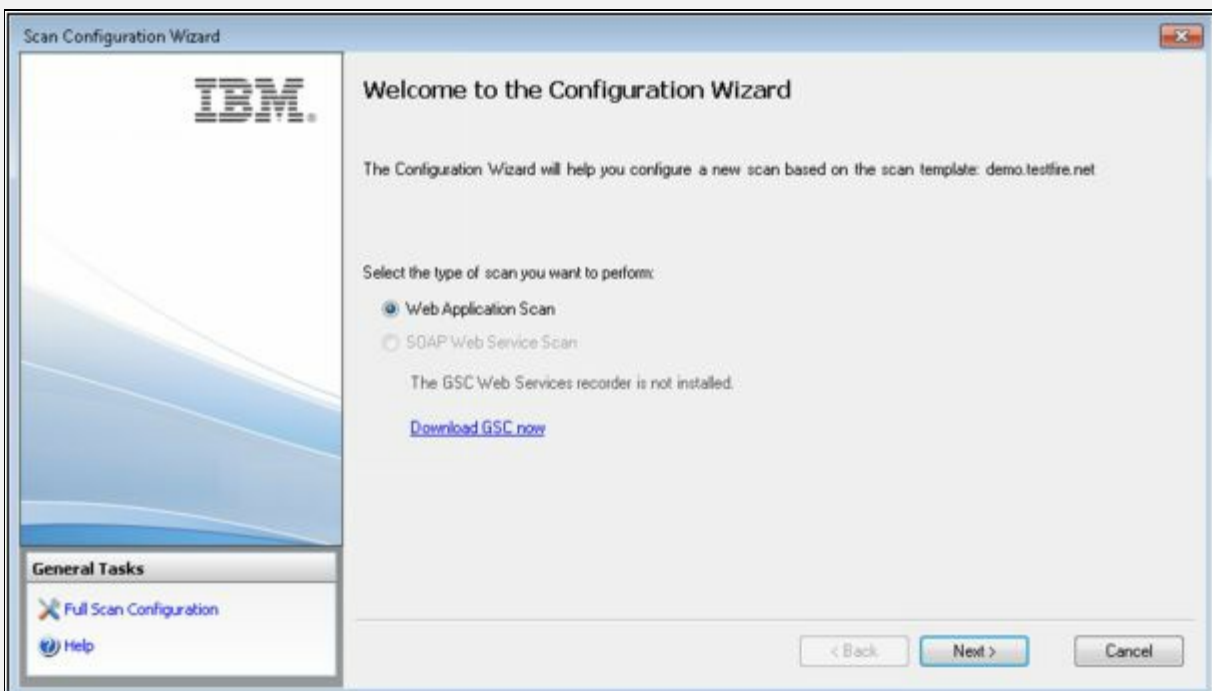 Scan Configuration Wizard
IBM.
Welcome to the Configuration Wizard
The Configuration Wizard will help you configure a new scan based on the scan template: demo.testfire.net
Select the type of scan you want to perform:
Web Application Scan
SOAP Web Service Scan
The GSC Web Services recorder is not installed.
Download GSC now
General Tasks
Full Scan Configuration
Help
< Back
Next >
Cancel